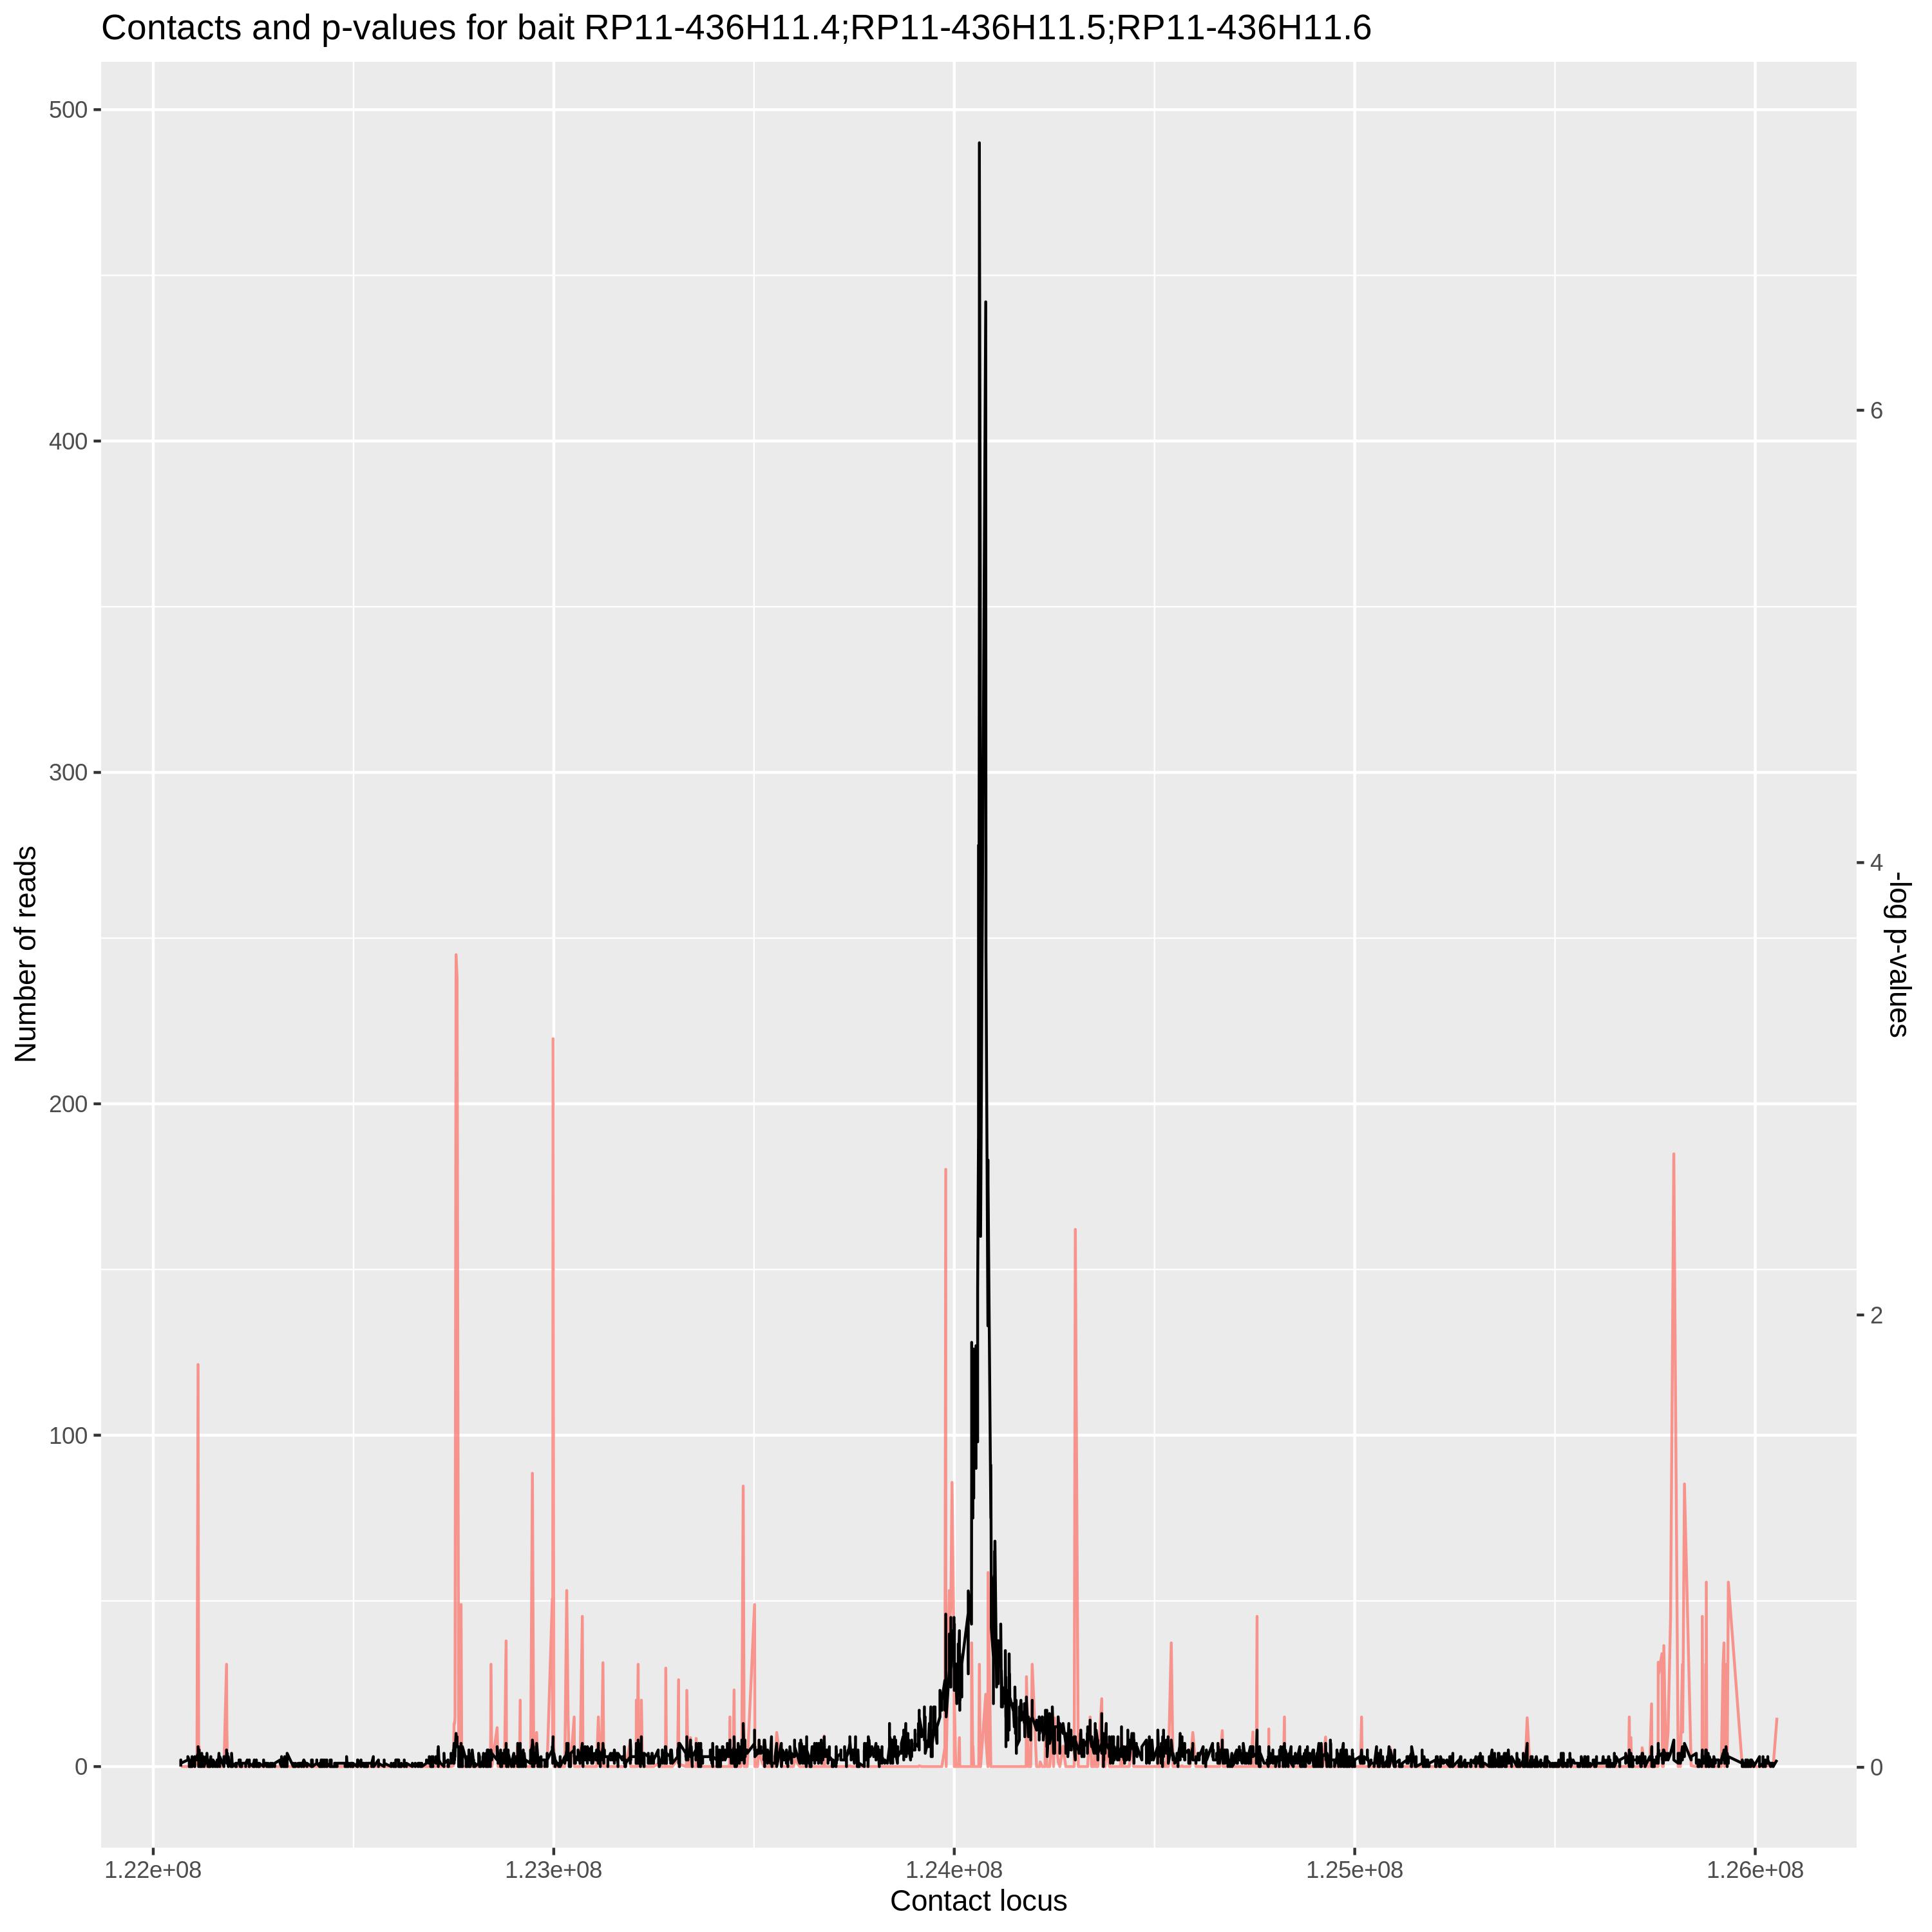 Contacts and p-values for bait RP11-436H11.4;RP11-436H11.5;RP11-436H11.6
500
400
300
200
100
0
Number of reads
6
4
2
0
-log p-values
1.22e+08
1.23e+08
1.24e+08
1.25e+08
1.26e+08
Contact locus